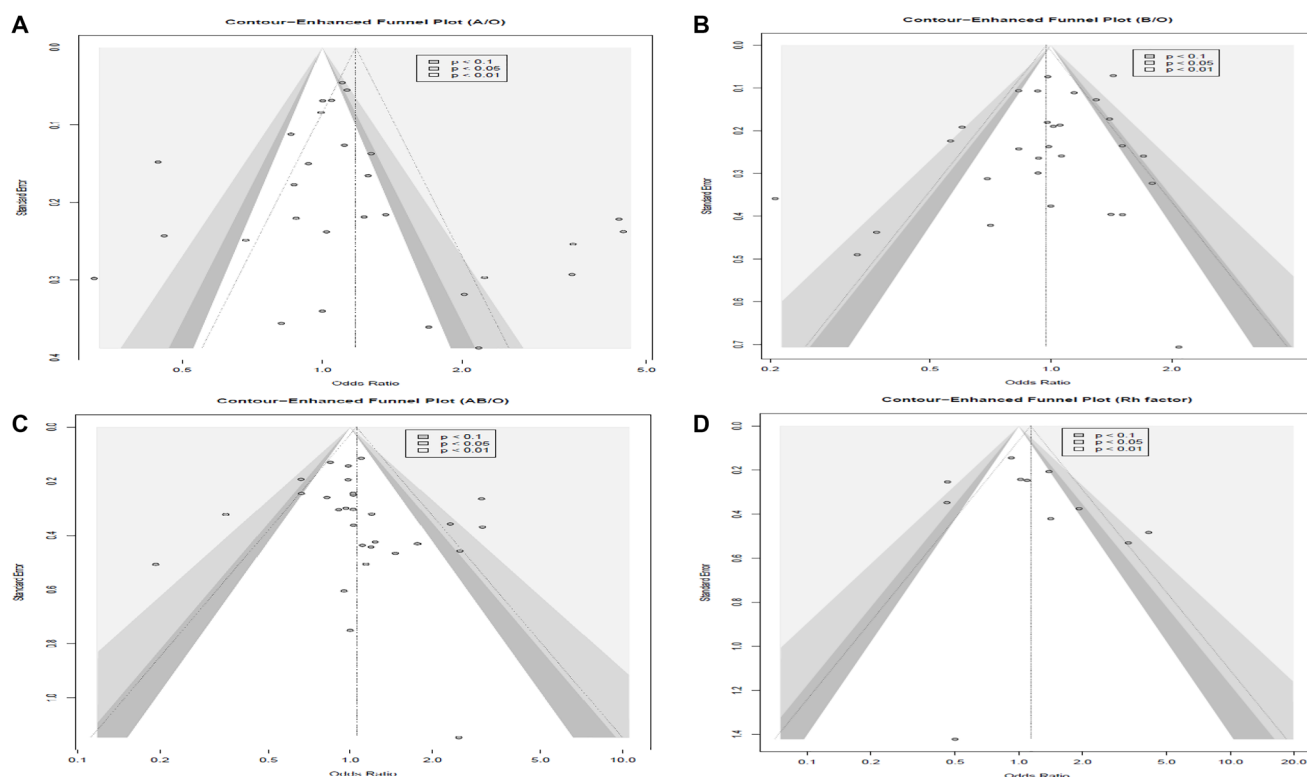 A
Contour-Enhanced Funnel Plot (A/O)
p < 0.1
p < 0.05
p < 0.01
Standard Error
0.0
0.1
0.2
0.3
0.4
0.5 1.0 2.0 5.0
Odds Ratio
B
Contour-Enhanced Funnel Plot (B/O)
p < 0.1
p < 0.05
p < 0.01
Standard Error
0.0
0.1
0.2
0.3
0.4
0.5
0.6
0.7
0.2 0.5 1.0 2.0
Odds Ratio
C
Contour-Enhanced Funnel Plot (AB/O)
p < 0.1
p < 0.05
p < 0.01
Standard Error
0.0
0.2
0.4
0.6
0.8
1.0
0.1 0.2 0.5 1.0 2.0 5.0 10.0
Odds Ratio
D
Contour-Enhanced Funnel Plot (Rh factor)
p < 0.1
p < 0.05
p < 0.01
Standard Error
0.0
0.2
0.4
0.6
0.8
1.0
1.2
1.4
0.1 0.2 0.5 1.0 2.0 5.0 10.0 20.0
Odds Ratio